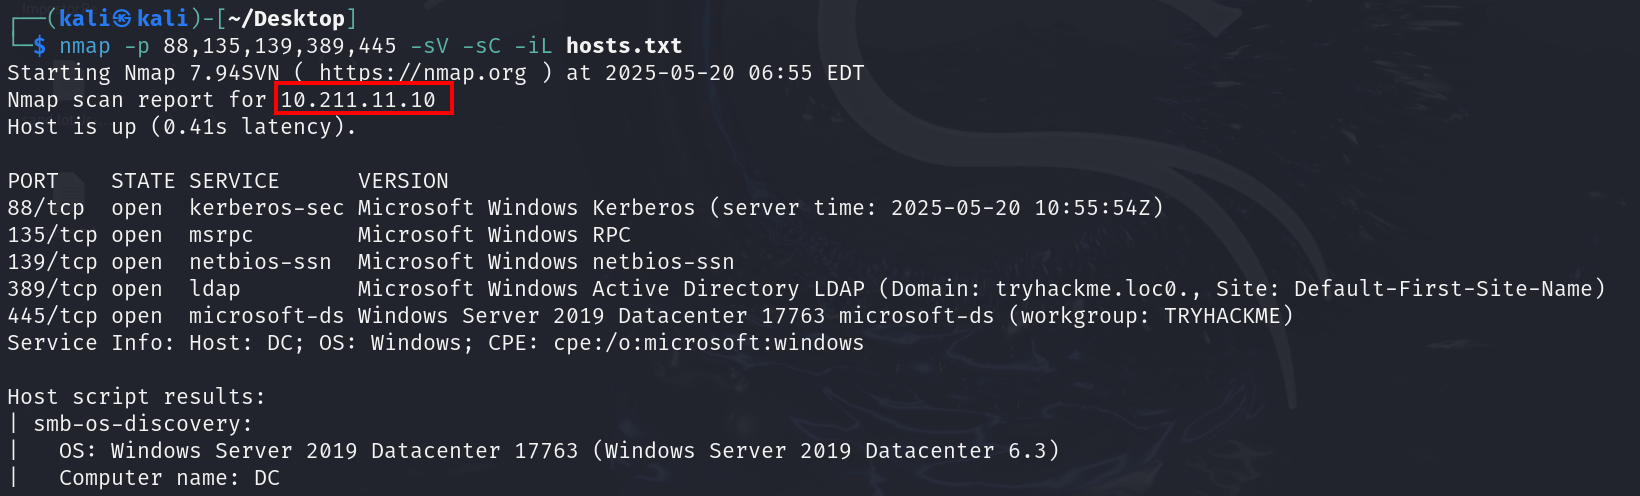 ┌──(kali㉿kali)-[~/Desktop]
└─$ nmap -p 88,135,139,389,445 -sV -sC -iL hosts.txt
Starting Nmap 7.94SVN ( https://nmap.org ) at 2025-05-20 06:55 EDT
Nmap scan report for 10.211.11.10
Host is up (0.41s latency).
PORT    STATE SERVICE      VERSION
88/tcp  open  kerberos-sec Microsoft Windows Kerberos (server time: 2025-05-20 10:55:54Z)
135/tcp open  msrpc        Microsoft Windows RPC
139/tcp open  netbios-ssn  Microsoft Windows netbios-ssn
389/tcp open  ldap         Microsoft Windows Active Directory LDAP (Domain: tryhackme.loc0., Site: Default-First-Site-Name)
445/tcp open  microsoft-ds Windows Server 2019 Datacenter 17763 microsoft-ds (workgroup: TRYHACKME)
Service Info: Host: DC; OS: Windows; CPE: cpe:/o:microsoft:windows
Host script results:
| smb-os-discovery:
|   OS: Windows Server 2019 Datacenter 17763 (Windows Server 2019 Datacenter 6.3)
|   Computer name: DC